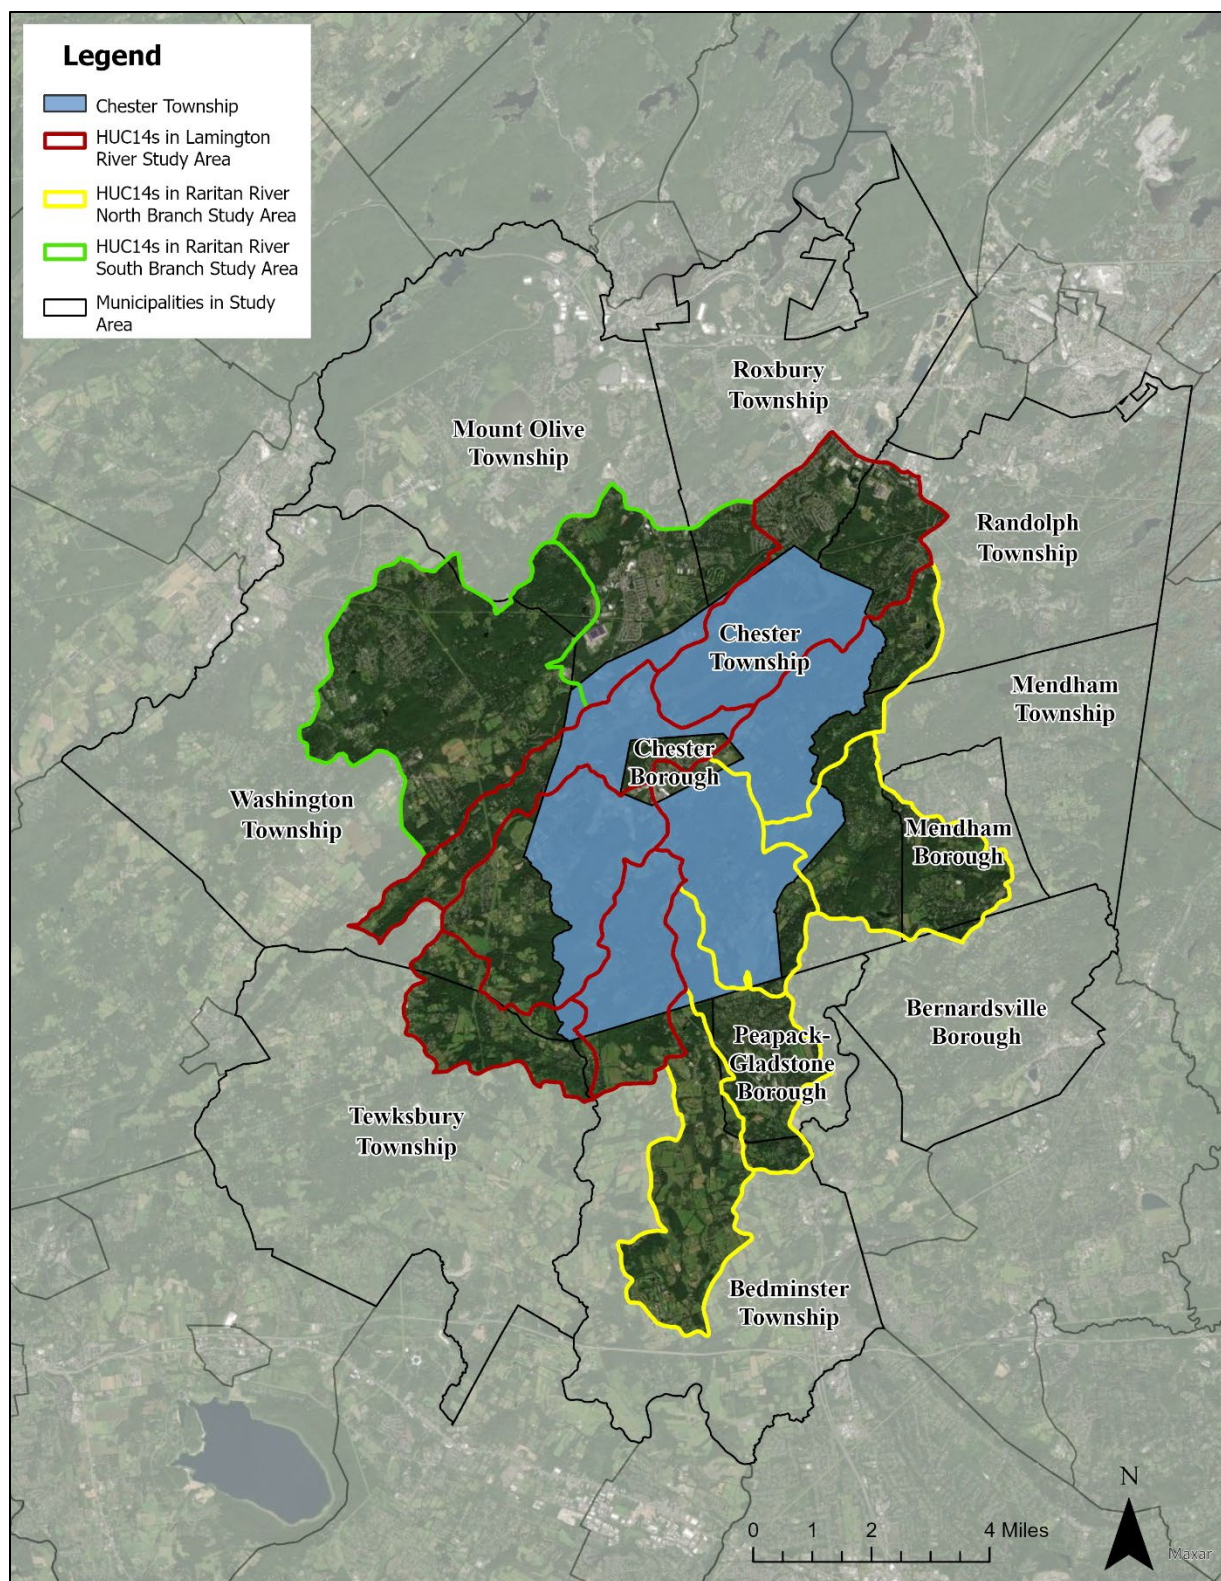 Legend
Chester Township
HUC14s in Lamington
River Study Area
HUC14s in Raritan River
North Branch Study Area
HUC14s in Raritan River
South Branch Study Area
Municipalities in Study
Area
Roxbury
Township
Mount Olive
Township
Randolph
Township
Chester
Township
Mendham
Township
Chester
Borough
Washington
Township
Mendham
Borough
Bernardsville
Borough
Peapack-
Gladstone
Borough
Tewksbury
Township
Bedminster
Township
N
0 1 2 4 Miles
Maxar